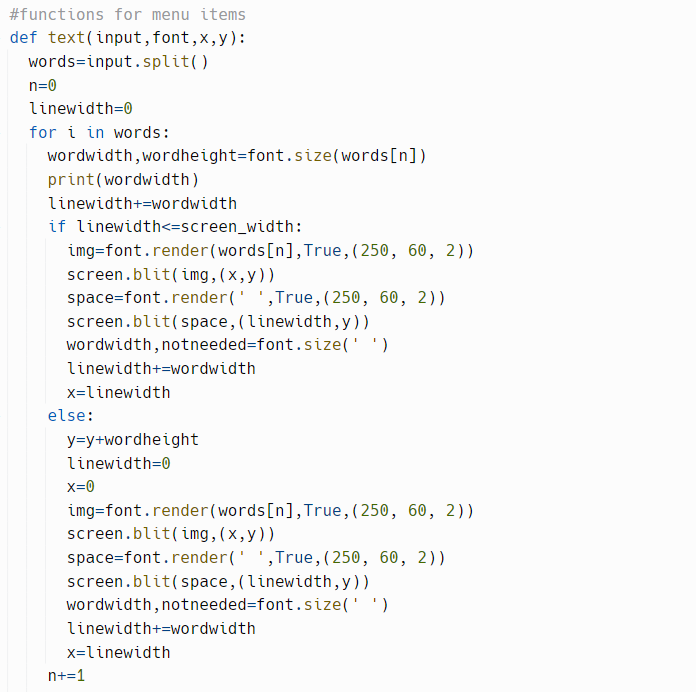 #functions for menu items
def text(input,font,x,y):
  words=input.split()
  n=0
  linewidth=0
  for i in words:
    wordwidth,wordheight=font.size(words[n])
    print(wordwidth)
    linewidth+=wordwidth
    if linewidth<=screen_width:
      img=font.render(words[n],True,(250, 60, 2))
      screen.blit(img,(x,y))
      space=font.render(' ',True,(250, 60, 2))
      screen.blit(space,(linewidth,y))
      wordwidth,notneeded=font.size(' ')
      linewidth+=wordwidth
      x=linewidth
    else:
      y=y+wordheight
      linewidth=0
      x=0
      img=font.render(words[n],True,(250, 60, 2))
      screen.blit(img,(x,y))
      space=font.render(' ',True,(250, 60, 2))
      screen.blit(space,(linewidth,y))
      wordwidth,notneeded=font.size(' ')
      linewidth+=wordwidth
      x=linewidth
    n+=1